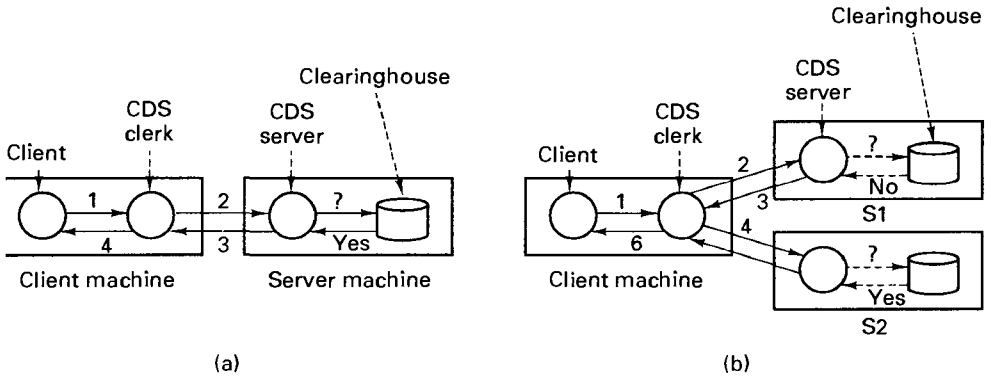 Clearinghouse
CDS
clerk
CDS
server
Client
1
2
?
4
3
Yes
Client machine
Server machine
(a)
Clearinghouse
CDS
server
CDS
clerk
Client
2
?
No
3
S1
1
4
6
?
Yes
Client machine
S2
(b)